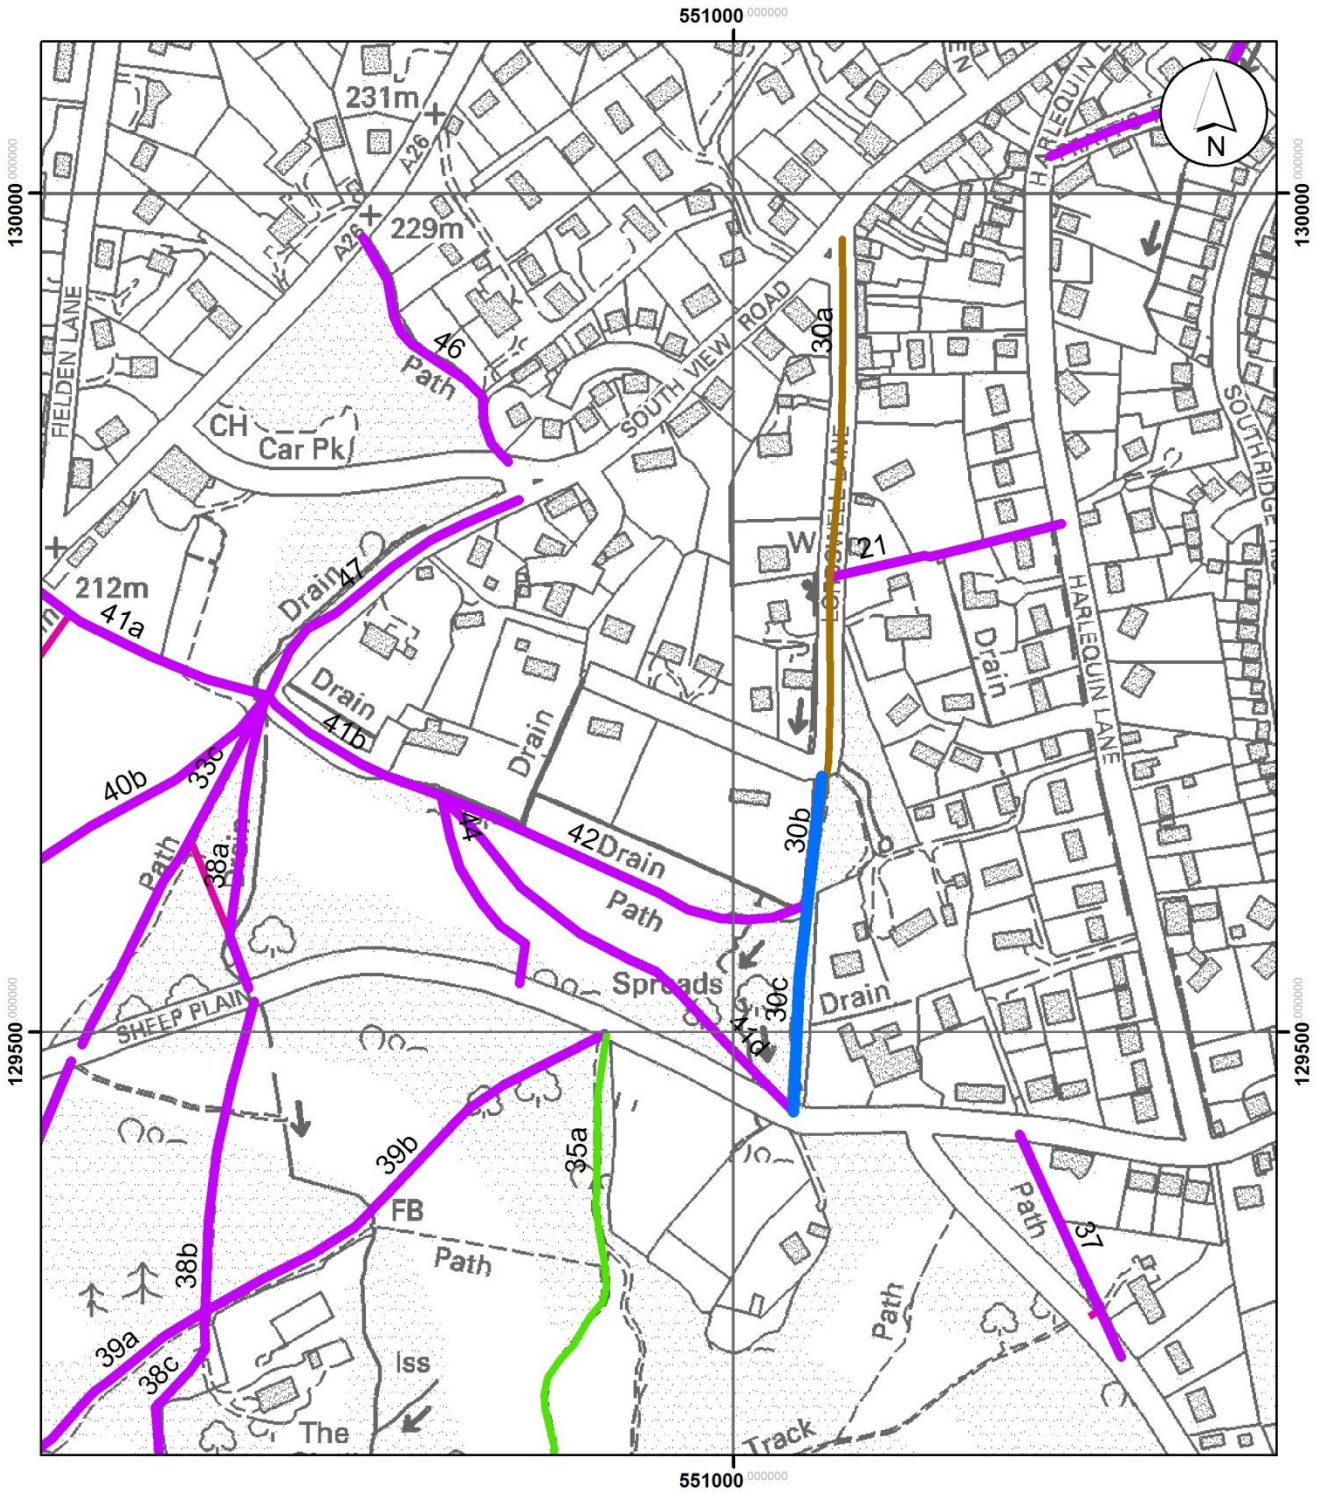 551000.000000
231m
A26
HARLEQUIN
N
130000.000000
130000.000000
229m
A26
FIELDEN LANE
30a
46
Path
SOUTH VIEW ROAD
CH
Car Pk
SOUTHRIDGE
W
21
47
Drain
212m
41a
HARLEQUIN LANE
Drain
Drain
41b
Drain
40b
33c
44
42
Drain
30b
Path
38a
Path
Spreads
30c
Drain
SHEEP PLAIN
41d
129500.000000
129500.000000
39b
35a
FB
Path
Path
37
38b
Path
39a
38c
Iss
The
Track
551000.000000